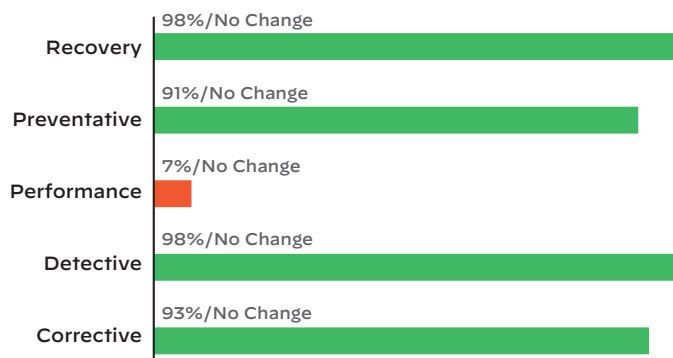 98%/No Change
Recovery
91%/No Change
Preventative
7%/No Change
Performance
98%/No Change
Detective
93%/No Change
Corrective